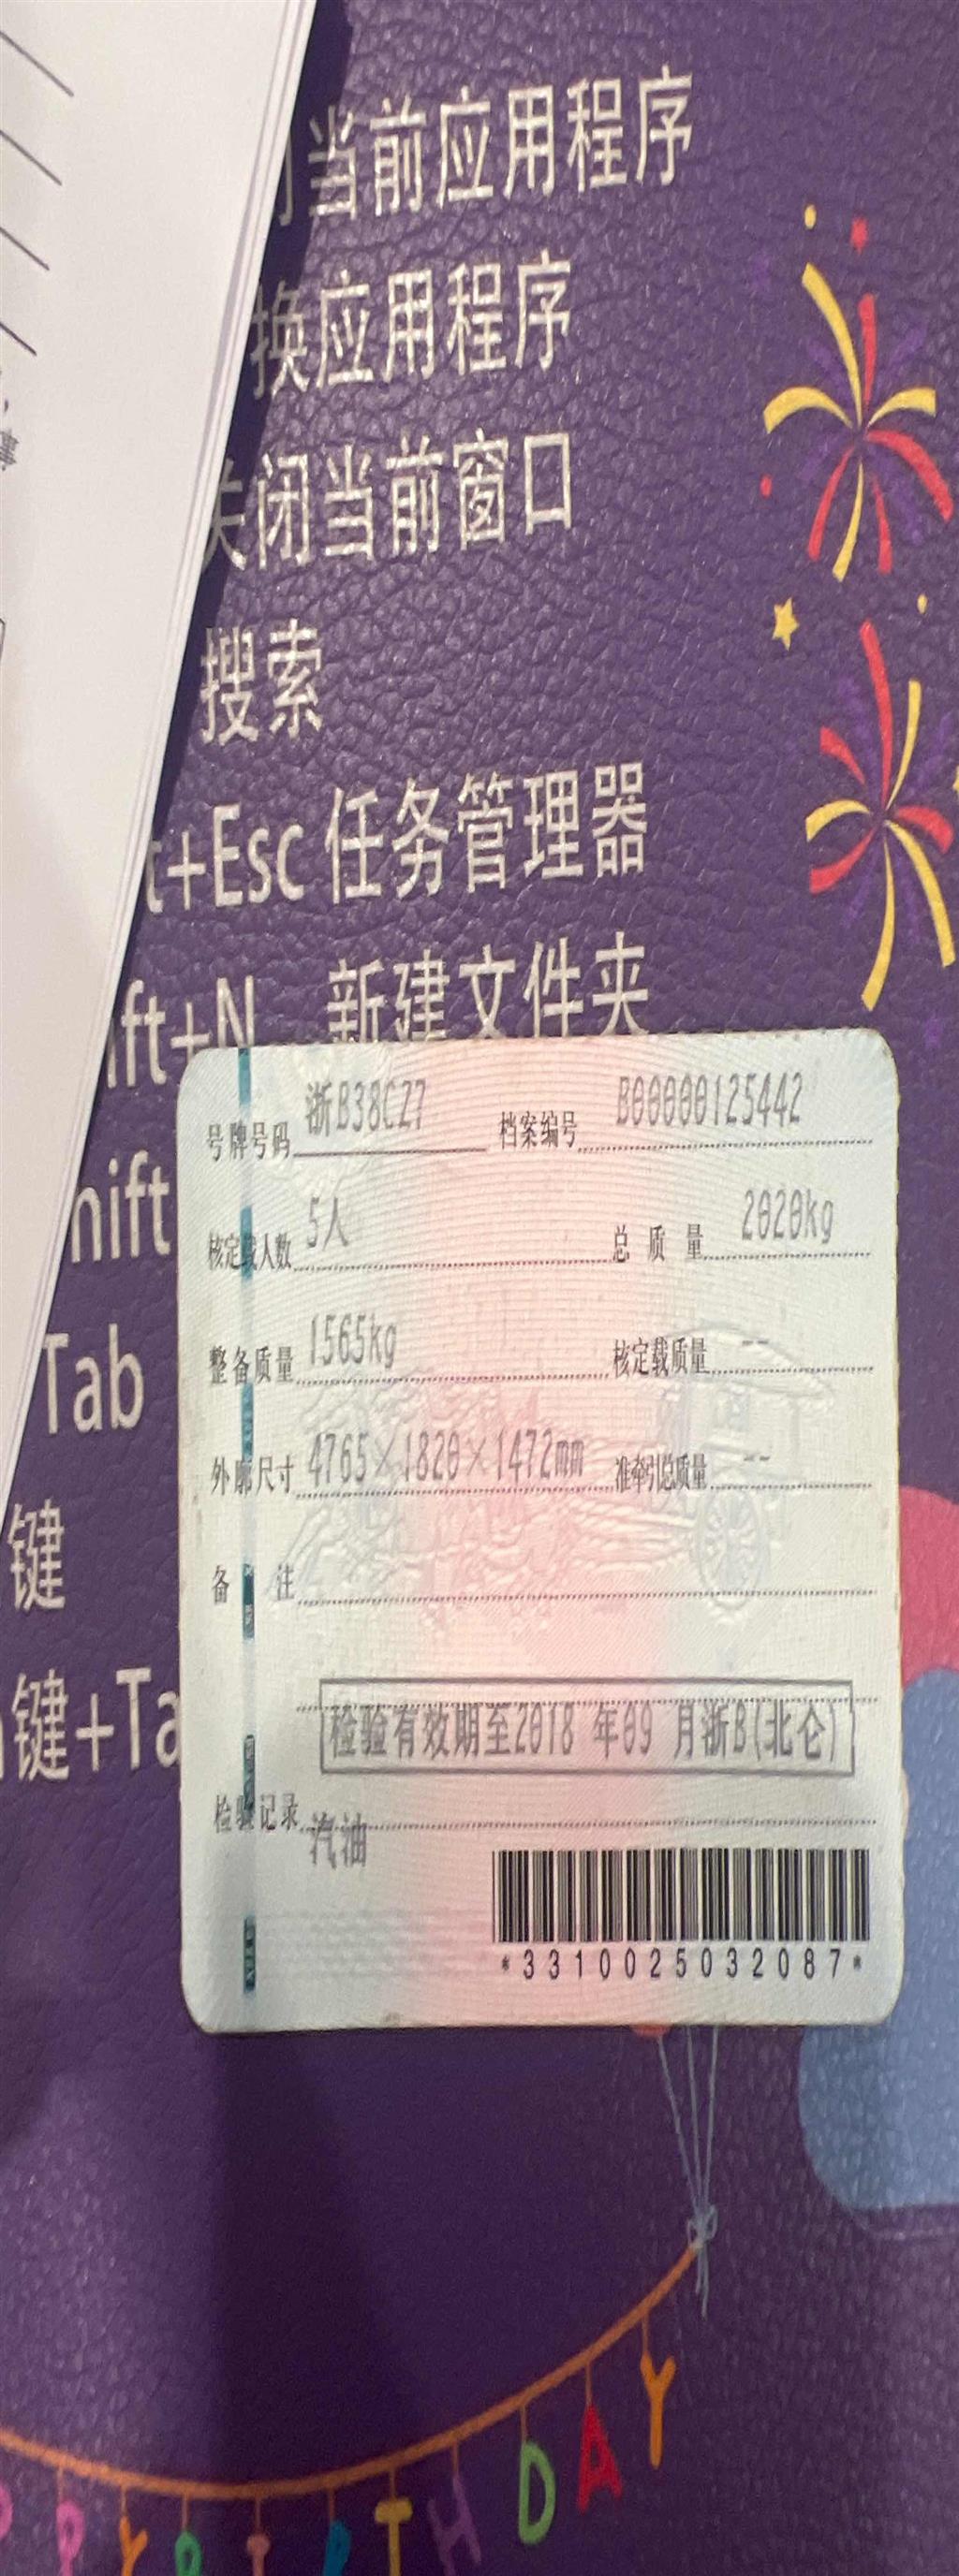 当前应用程序
换应用程序
关闭当前窗口
搜索
t+Esc 任务管理器
ift+N 新建文件夹
hift
Tab
键
键+Ta
号牌号码 浙B38CZ7 档案编号 B00000125442
核定载人数 5人 总质量 2020kg
整备质量 1565kg 核定载质量 --
外廓尺寸 4765×1820×1472mm 准牵引总质量 --
备注
检验有效期至2018 年09 月浙B(北仑)
检验记录
汽油
*3310025032087*
PPY BIRTH DAY